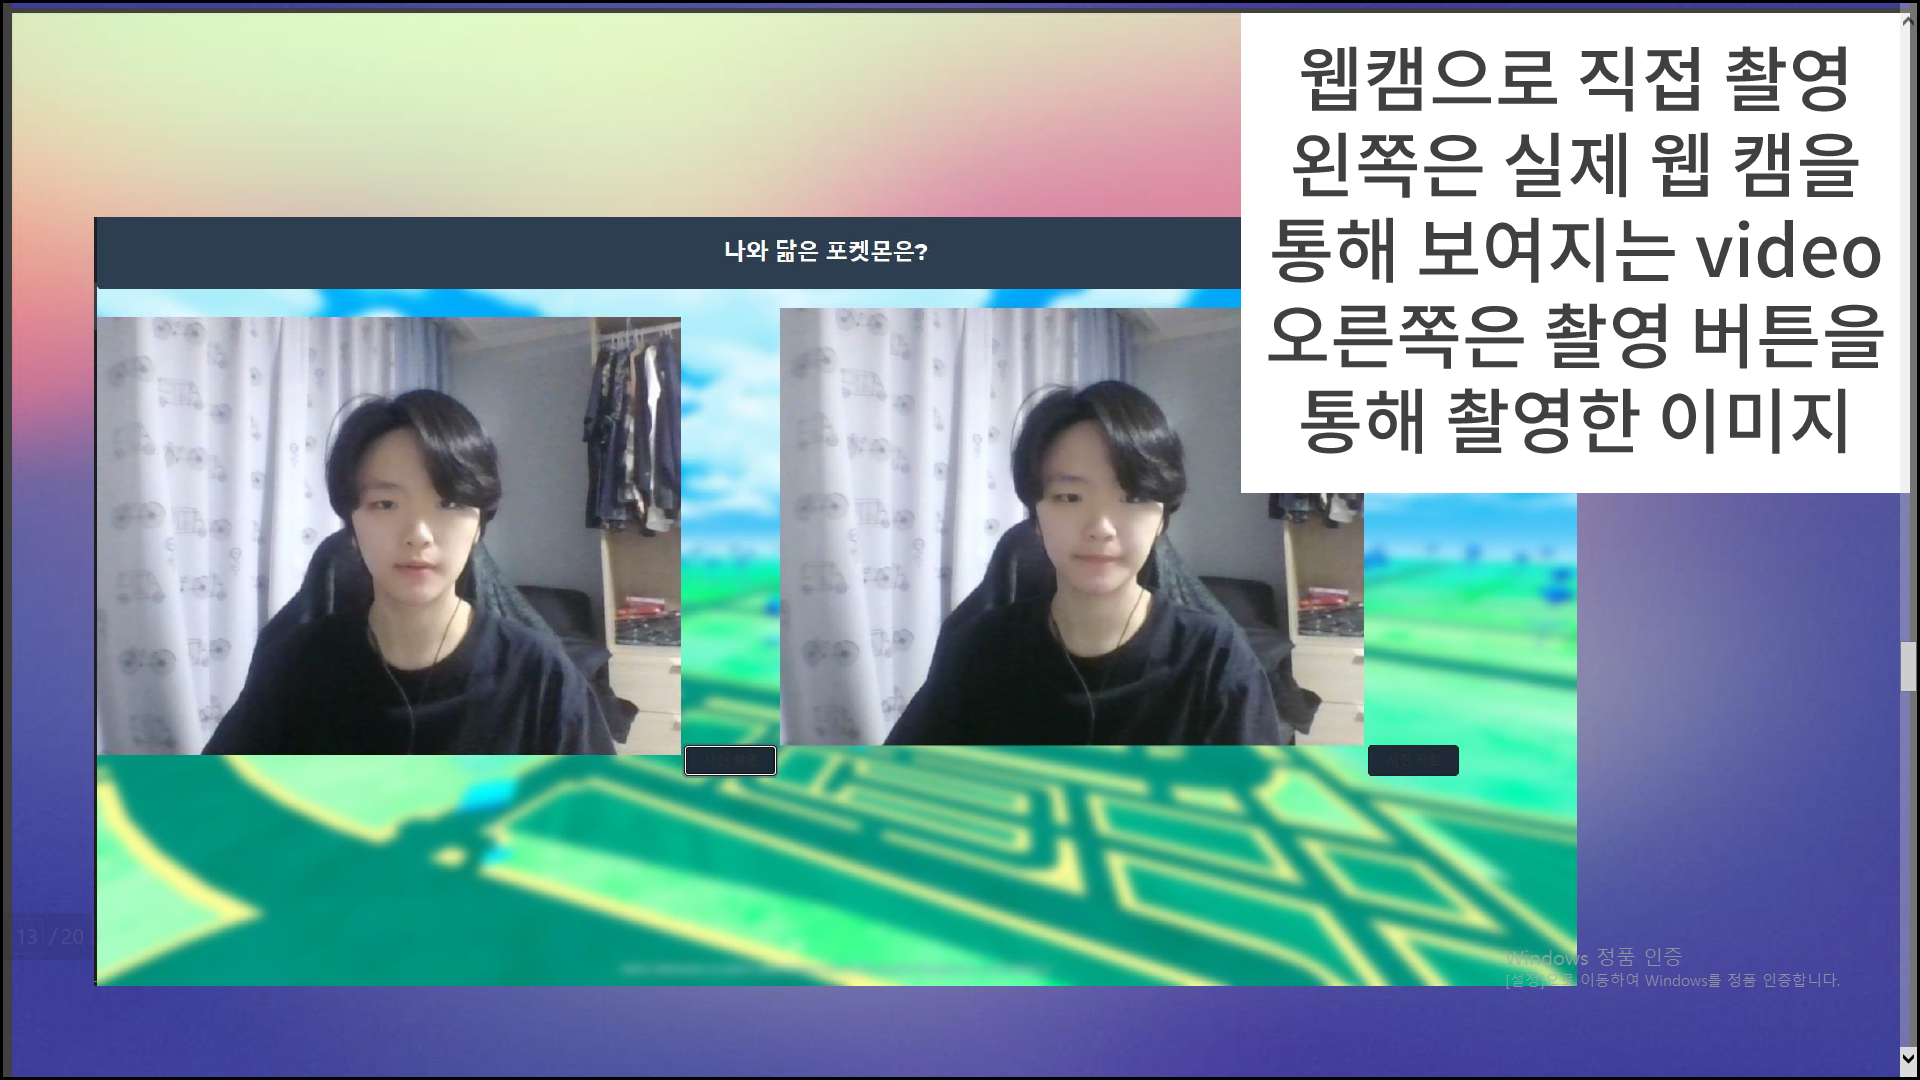 웹캠으로 직접 촬영
왼쪽은 실제 웹 캠을
통해 보여지는 video
오른쪽은 촬영 버튼을
통해 촬영한 이미지
나와 닮은 포켓몬은?
13 / 20
Windows 정품 인증
[설정]으로 이동하여 Windows를 정품 인증합니다.